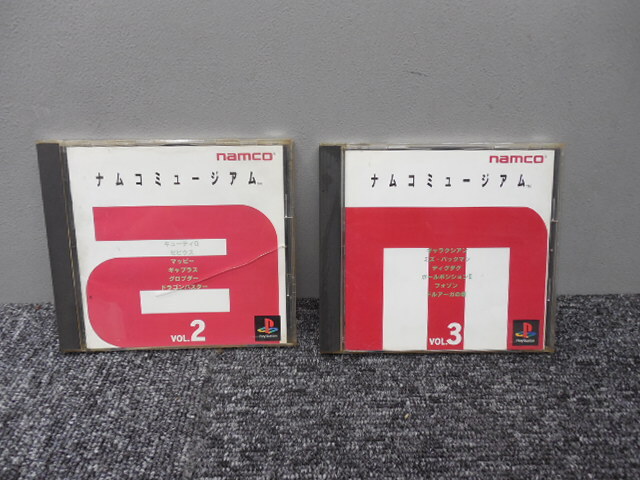 namco
ナムコミュージアム
キューティQ
ゼビウス
マッピー
ギャプラス
グロブダー
ドラゴンバスター
VOL.2
PlayStation
namco
ナムコミュージアム
ギャラクシアン
ミズ・パックマン
ディグダグ
ポールポジションⅡ
フォゾン
ドルアーガの塔
VOL.3
PlayStation